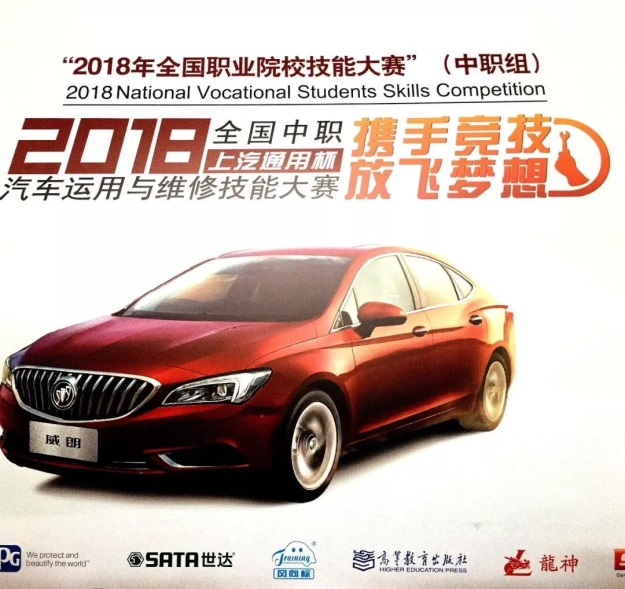 “2018年全国职业院校技能大赛”（中职组）
2018 National Vocational Students Skills Competition
2018 全国中职 携手竞技
上汽通用杯 放飞梦想
汽车运用与维修技能大赛
威朗
PG We protect and beautify the world™
SATA世达
Training
风向标
高等教育出版社
HIGHER EDUCATION PRESS
龍神